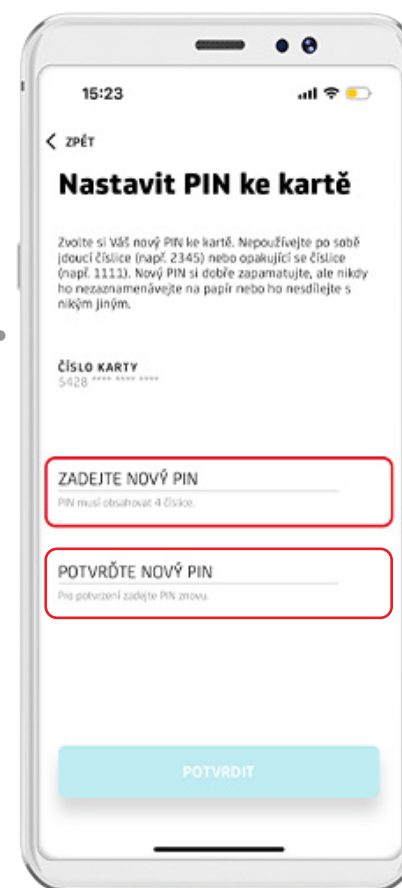 15:23
ZPĚT
Nastavit PIN ke kartě
Zvolte si Váš nový PIN ke kartě. Nepoužívejte po sobě
jdoucí číslice (např. 2345) nebo opakující se číslice
(např. 1111). Nový PIN si dobře zapamatujte, ale nikdy
ho nezaznamenávejte na papír nebo ho nesdílejte s
nikým jiným.
ČÍSLO KARTY
5428 **** **** ****
ZADEJTE NOVÝ PIN
PIN musí obsahovat 4 číslice.
POTVRĎTE NOVÝ PIN
Pro potvrzení zadejte PIN znovu.
POTVRDIT